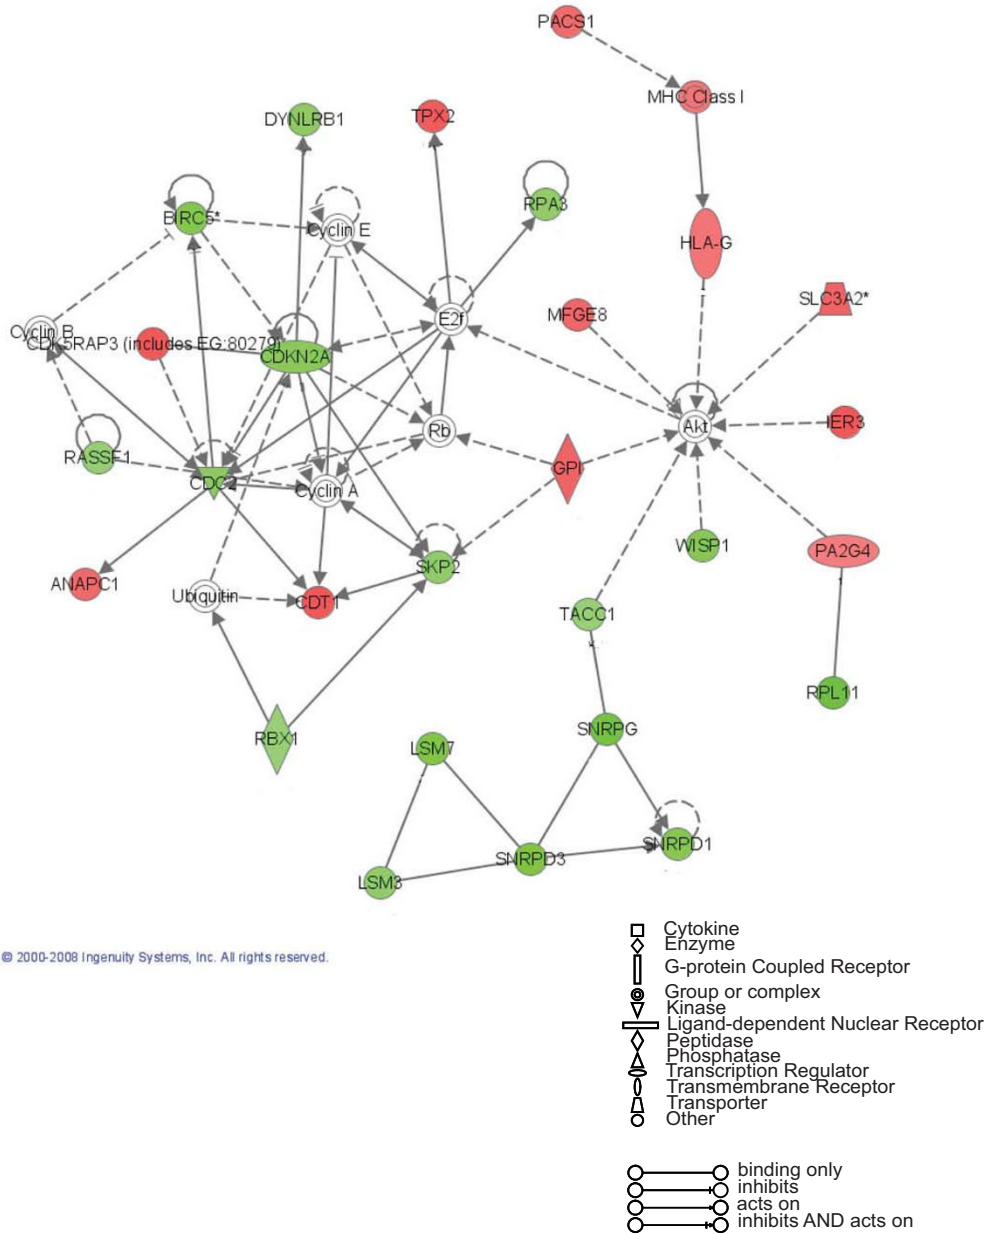 PACS1
MHC Class I
DYNLRB1
TPX2
RPA3
BIRC5*
Cyclin E
HLA-G
SLC3A2*
MFGE8
E2f
Cyclin B
CDK5RAP3 (includes EG:80279)
CDKN2A
Akt
IER3
Rb
RASSF1
GPI
CDC2
Cyclin A
WISP1
PA2G4
SKP2
ANAPC1
Ubiquitin
CDT1
TACC1
RPL11
RBX1
SNRPG
LSM7
SNRPD1
SNRPD3
LSM3
© 2000-2008 Ingenuity Systems, Inc. All rights reserved.
Cytokine
Enzyme
G-protein Coupled Receptor
Group or complex
Kinase
Ligand-dependent Nuclear Receptor
Peptidase
Phosphatase
Transcription Regulator
Transmembrane Receptor
Transporter
Other
binding only
inhibits
acts on
inhibits AND acts on